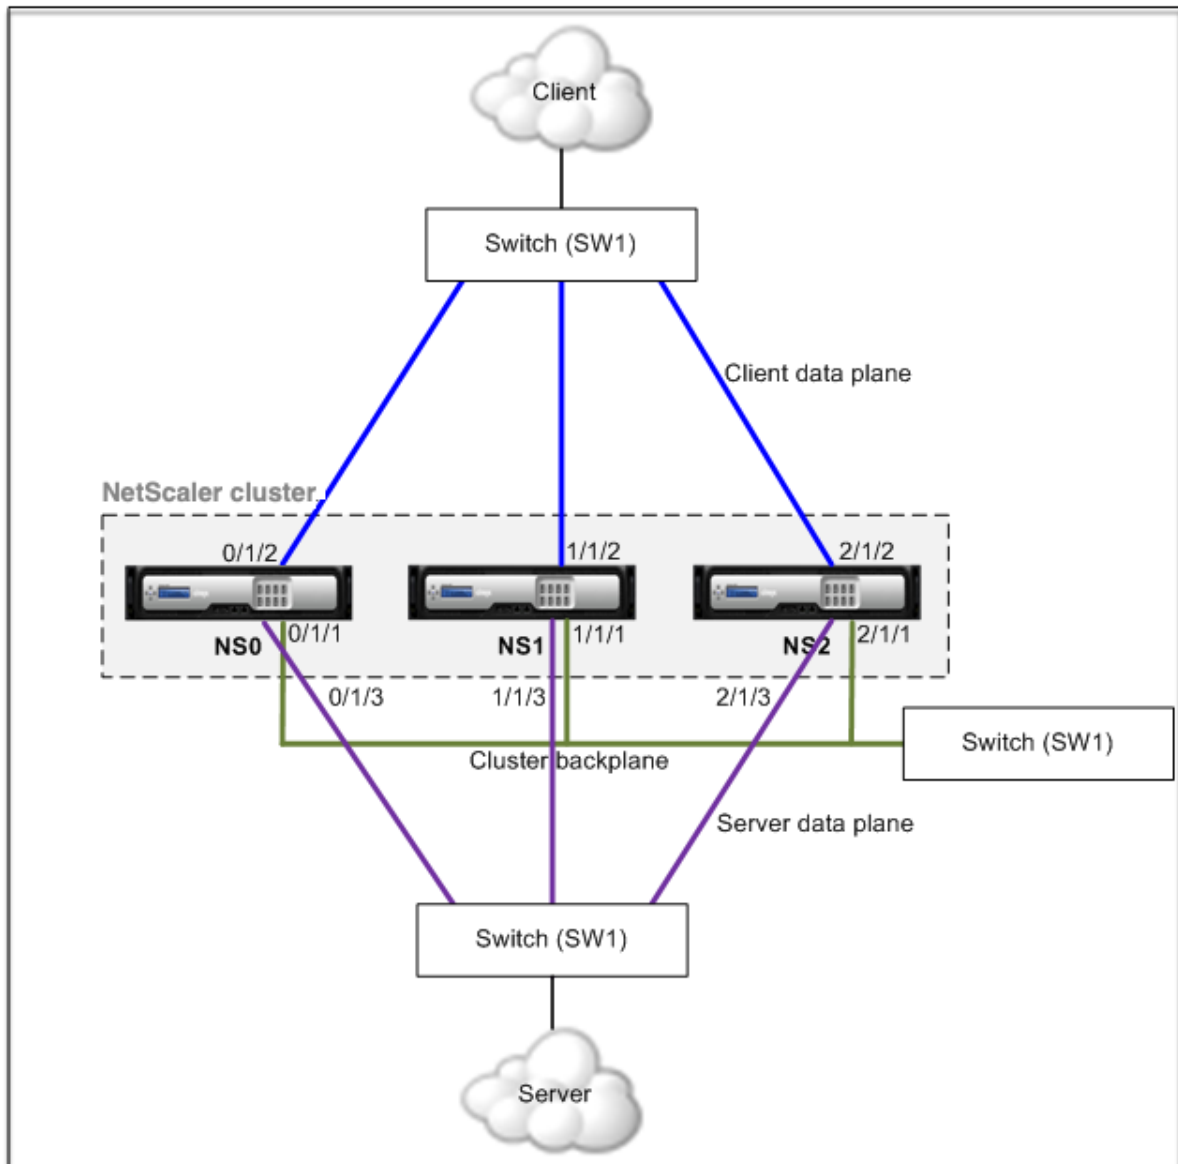 Client
Switch (SW1)
Client data plane
NetScaler cluster
0/1/2
1/1/2
2/1/2
0/1/1
1/1/1
2/1/1
NS0
NS1
NS2
0/1/3
1/1/3
2/1/3
Switch (SW1)
Cluster backplane
Server data plane
Switch (SW1)
Server